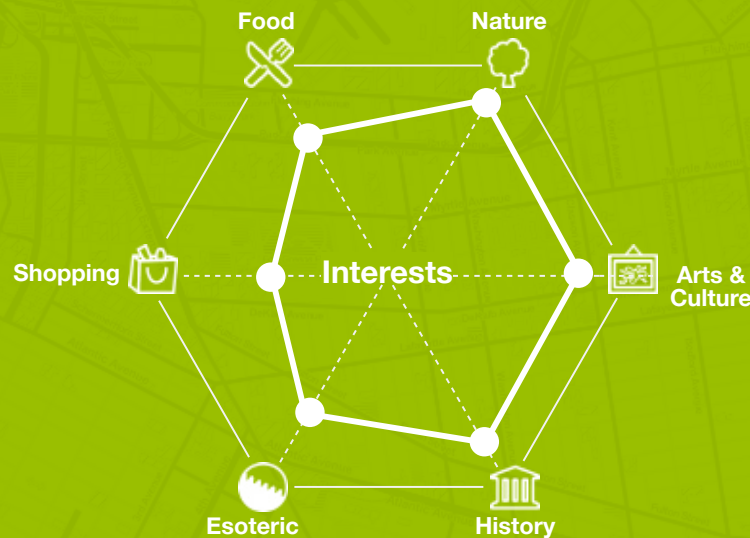 Food
Nature
Shopping
Interests
Arts &
Culture
Esoteric
History